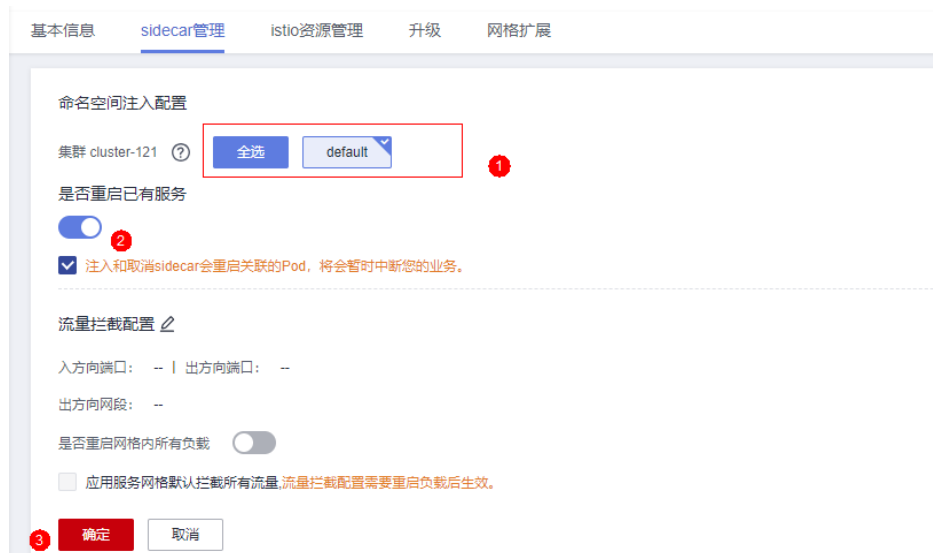 基本信息 sidecar管理 istio资源管理 升级 网格扩展
命名空间注入配置
集群 cluster-121 ? 全选 default
1
是否重启已有服务
2
注入和取消sidecar会重启关联的Pod，将会暂时中断您的业务。
流量拦截配置
入方向端口： -- | 出方向端口： --
出方向网段： --
是否重启网格内所有负载
应用服务网格默认拦截所有流量,流量拦截配置需要重启负载后生效。
3 确定 取消